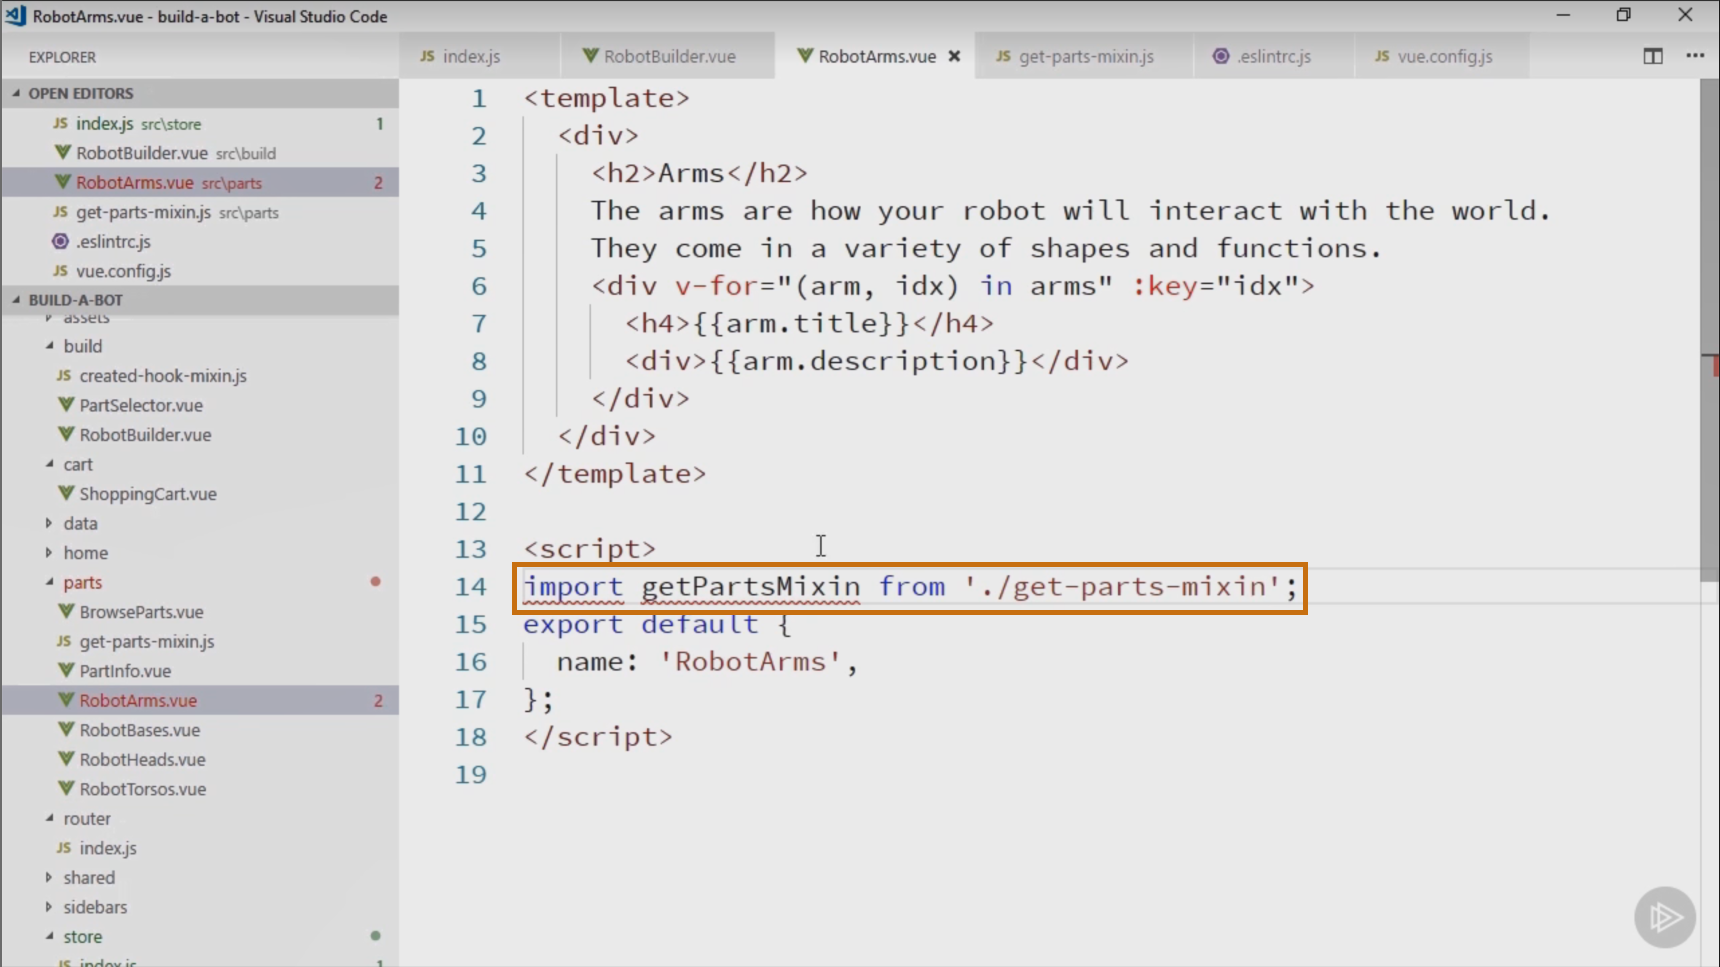 RobotArms.vue - build-a-bot - Visual Studio Code
EXPLORER
JS index.js
RobotBuilder.vue
RobotArms.vue
JS get-parts-mixin.js
.eslintrc.js
JS vue.config.js
OPEN EDITORS
JS index.js src\store 1
RobotBuilder.vue src\build
RobotArms.vue src\parts 2
JS get-parts-mixin.js src\parts
.eslintrc.js
JS vue.config.js
BUILD-A-BOT
assets
build
JS created-hook-mixin.js
PartSelector.vue
RobotBuilder.vue
cart
ShoppingCart.vue
data
home
parts
BrowseParts.vue
JS get-parts-mixin.js
PartInfo.vue
RobotArms.vue 2
RobotBases.vue
RobotHeads.vue
RobotTorsos.vue
router
JS index.js
shared
sidebars
store
JS index.js 1
1 <template>
2 <div>
3 <h2>Arms</h2>
4 The arms are how your robot will interact with the world.
5 They come in a variety of shapes and functions.
6 <div v-for="(arm, idx) in arms" :key="idx">
7 <h4>{{arm.title}}</h4>
8 <div>{{arm.description}}</div>
9 </div>
10 </div>
11 </template>
12
13 <script>
14 import getPartsMixin from './get-parts-mixin';
15 export default {
16 name: 'RobotArms',
17 };
18 </script>
19